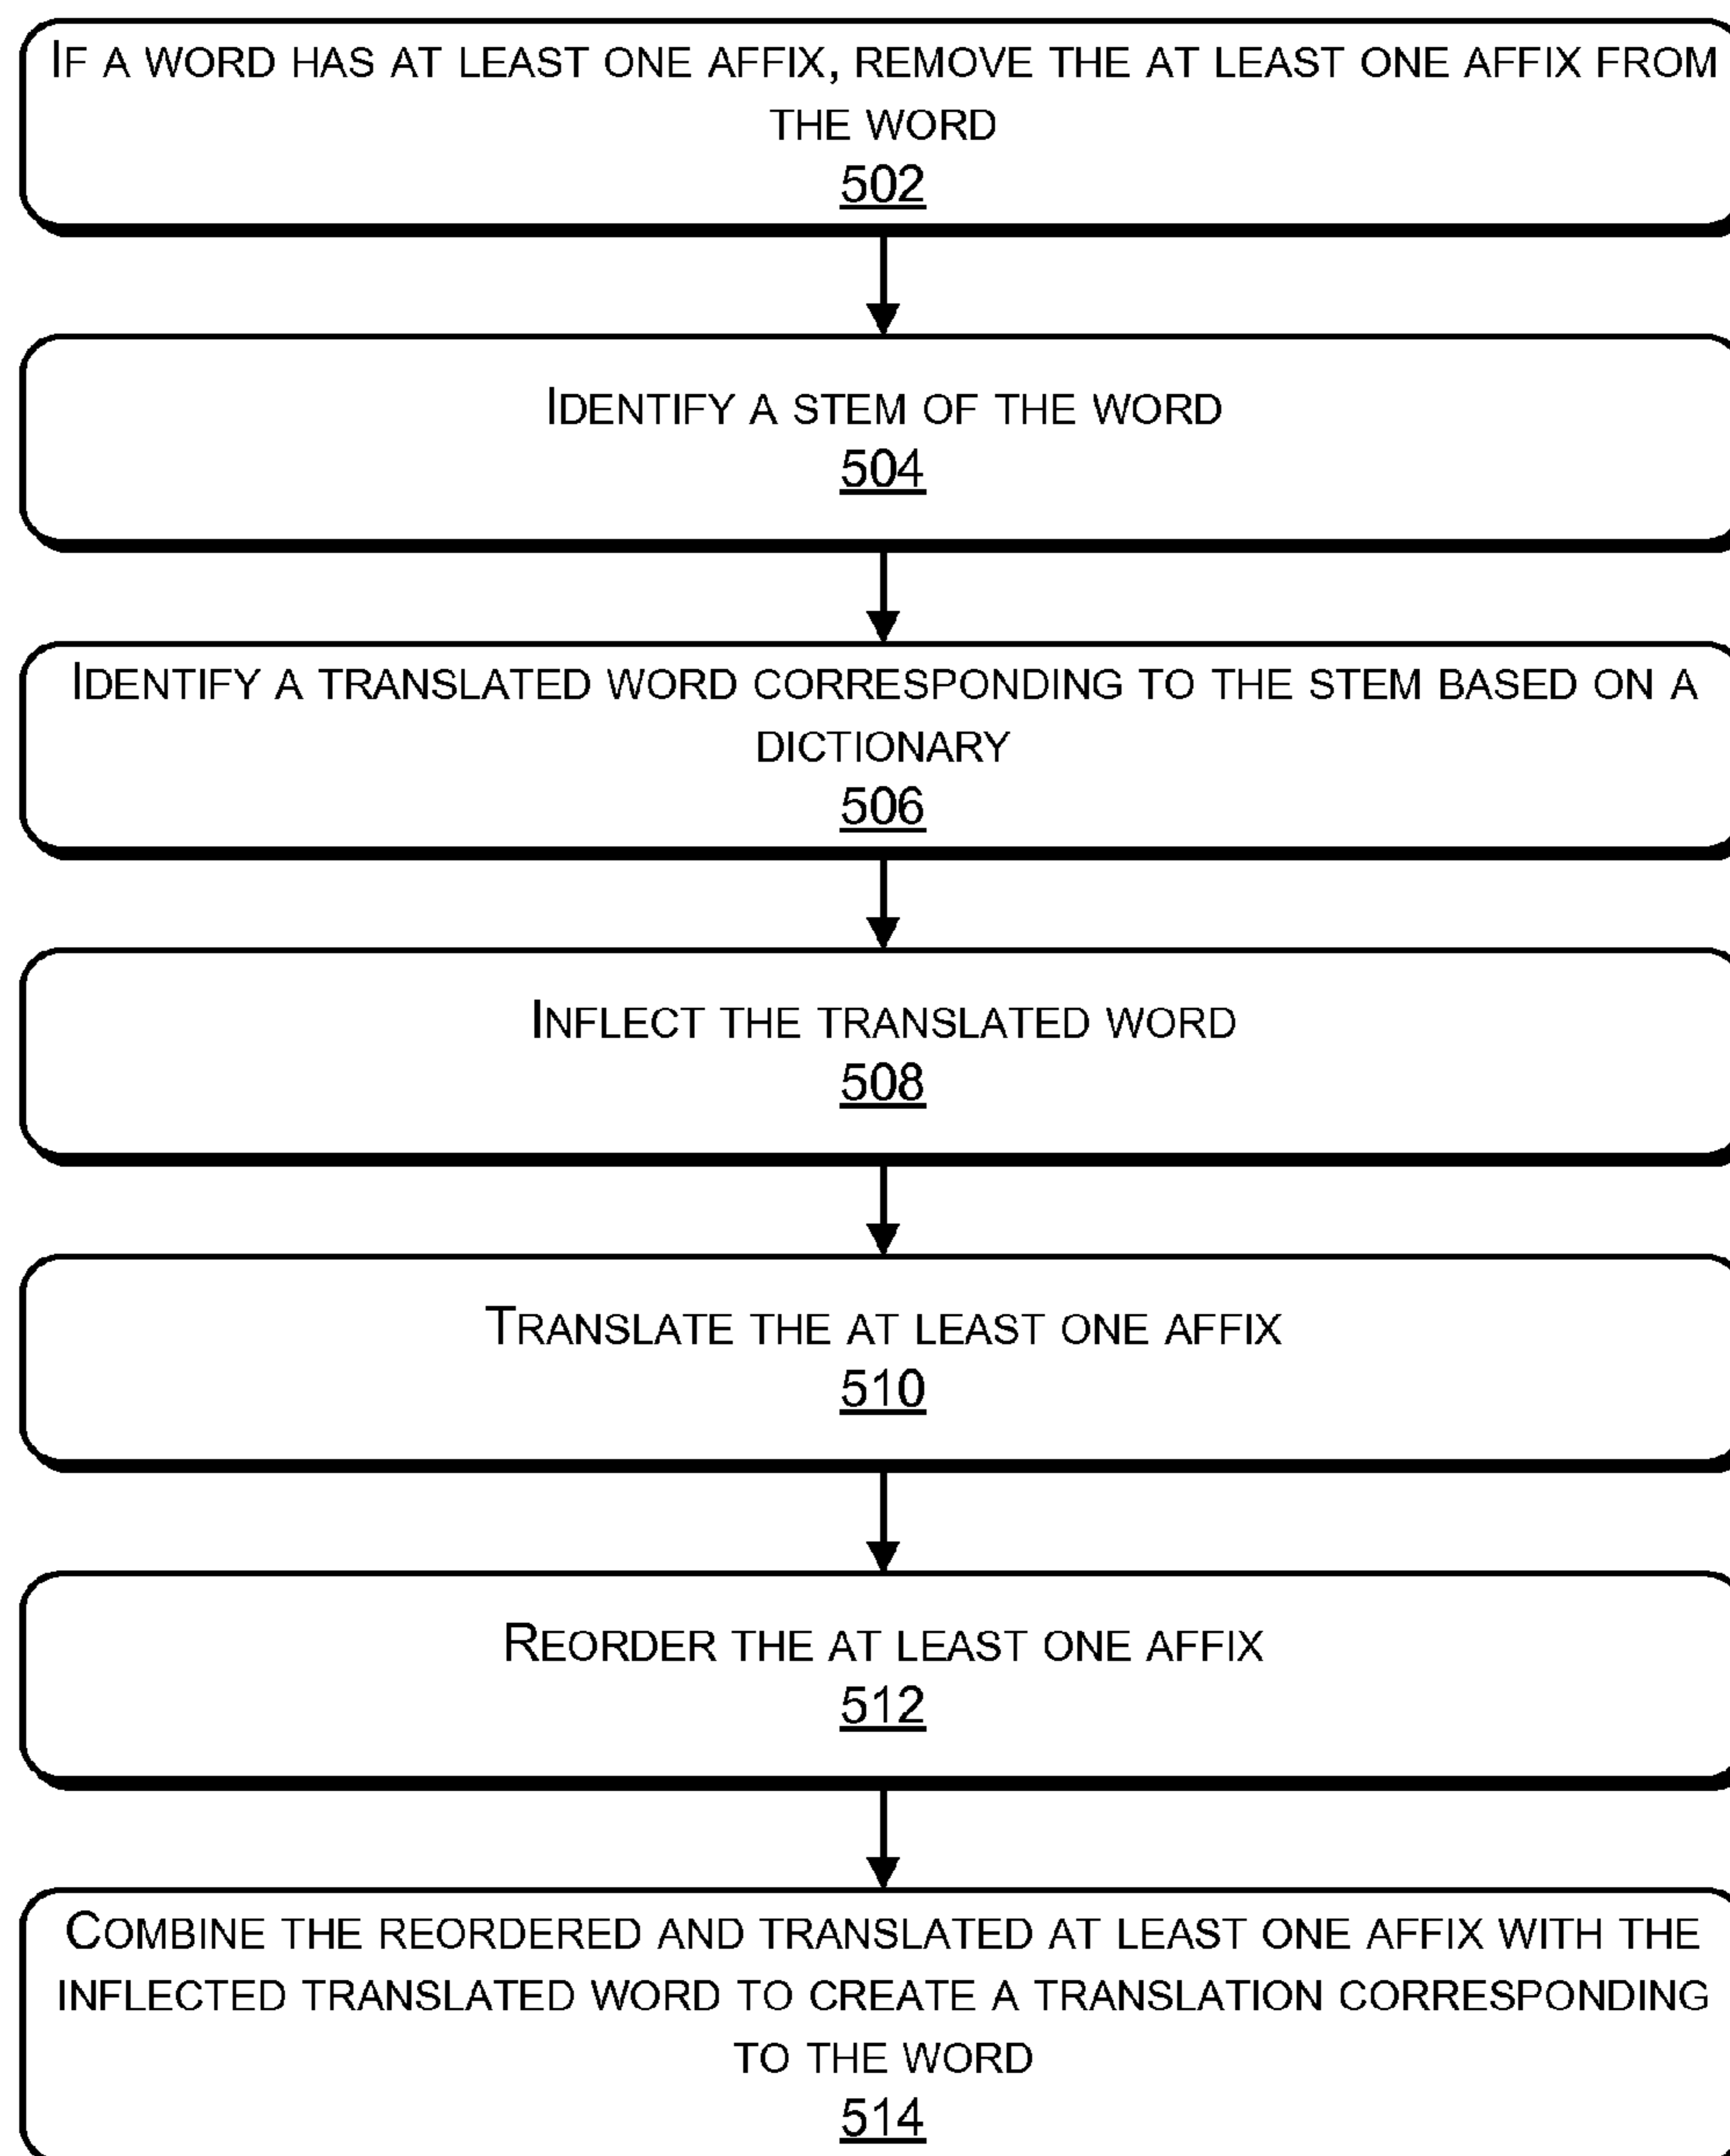 IF A WORD HAS AT LEAST ONE AFFIX, REMOVE THE AT LEAST ONE AFFIX FROM
THE WORD
502
IDENTIFY A STEM OF THE WORD
504
IDENTIFY A TRANSLATED WORD CORRESPONDING TO THE STEM BASED ON A
DICTIONARY
506
INFLECT THE TRANSLATED WORD
508
TRANSLATE THE AT LEAST ONE AFFIX
510
REORDER THE AT LEAST ONE AFFIX
512
COMBINE THE REORDERED AND TRANSLATED AT LEAST ONE AFFIX WITH THE
INFLECTED TRANSLATED WORD TO CREATE A TRANSLATION CORRESPONDING
TO THE WORD
514